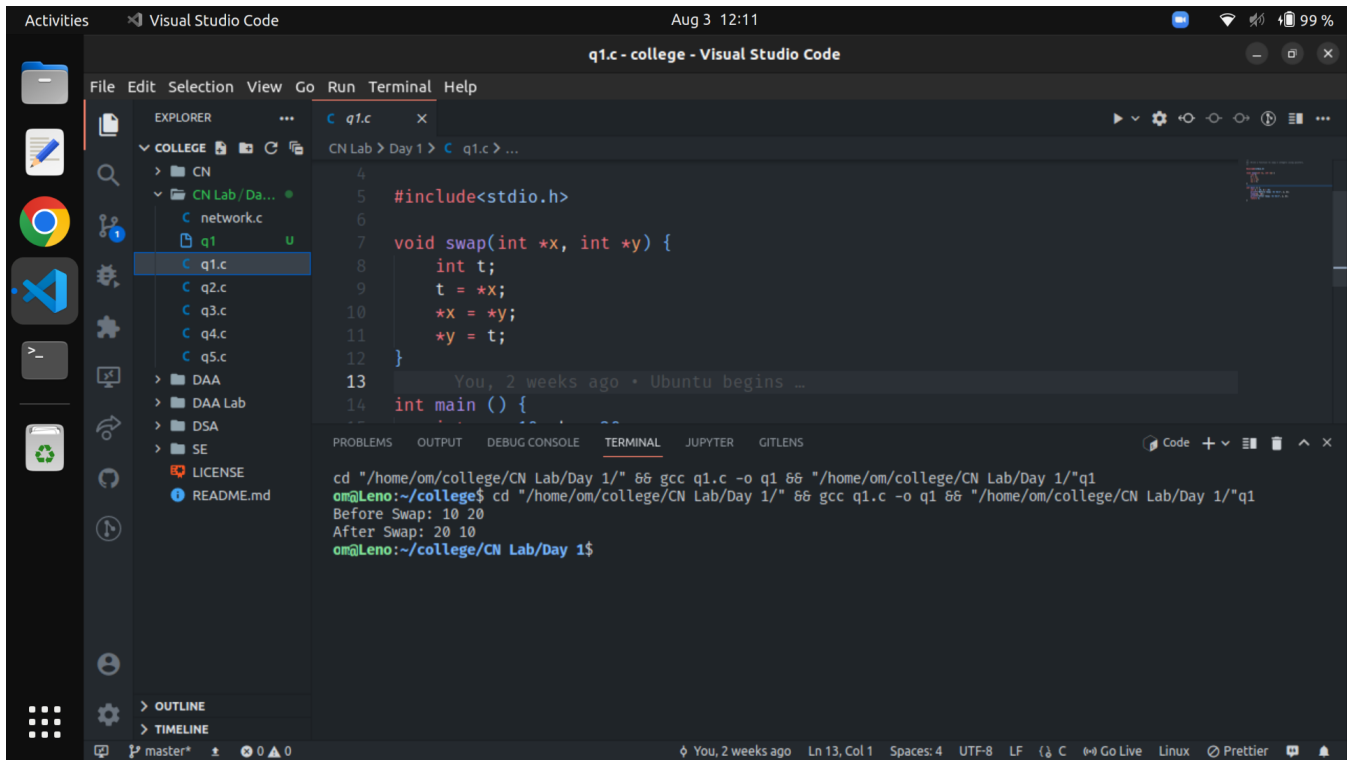 Activities Visual Studio Code Aug 3 12:11 99 %
q1.c - college - Visual Studio Code
File Edit Selection View Go Run Terminal Help
EXPLORER
COLLEGE
CN
CN Lab / Da...
network.c
q1 U
q1.c
q2.c
q3.c
q4.c
q5.c
DAA
DAA Lab
DSA
SE
LICENSE
README.md
OUTLINE
TIMELINE
C q1.c
CN Lab > Day 1 > C q1.c > ...
4
5 #include<stdio.h>
6
7 void swap(int *x, int *y) {
8 int t;
9 t = *x;
10 *x = *y;
11 *y = t;
12 }
13 You, 2 weeks ago • Ubuntu begins …
14 int main () {
PROBLEMS OUTPUT DEBUG CONSOLE TERMINAL JUPYTER GITLENS Code
cd "/home/om/college/CN Lab/Day 1/" && gcc q1.c -o q1 && "/home/om/college/CN Lab/Day 1/"q1
om@Leno:~/college$ cd "/home/om/college/CN Lab/Day 1/" && gcc q1.c -o q1 && "/home/om/college/CN Lab/Day 1/"q1
Before Swap: 10 20
After Swap: 20 10
om@Leno:~/college/CN Lab/Day 1$
master* 0 0 You, 2 weeks ago Ln 13, Col 1 Spaces: 4 UTF-8 LF C Go Live Linux Prettier